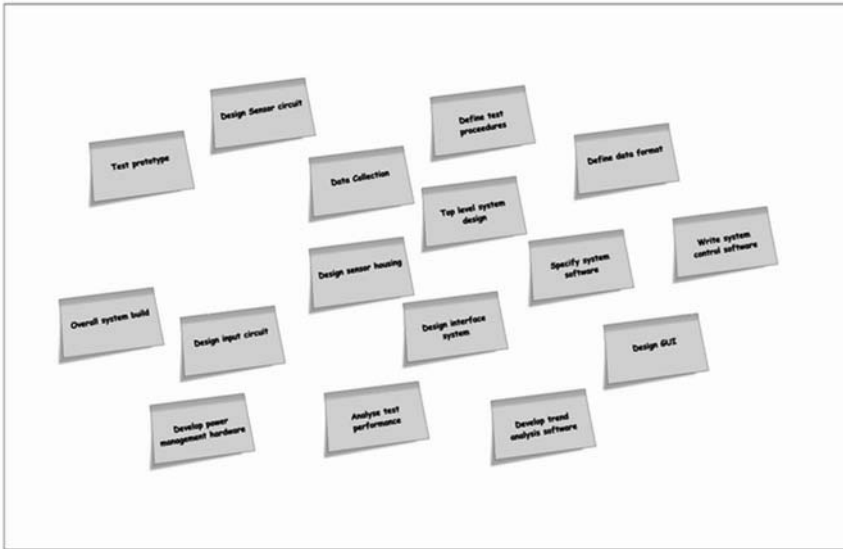 Design Sensor circuit
Define test
proceedures
Test prototype
Data Collection
Define data format
Top level system
design
Write system
control software
Design sensor housing
Specify system
software
Overall system build
Design input circuit
Design interface
system
Design GUI
Develop power
management hardware
Analyse test
performance
Develop trend
analysis software